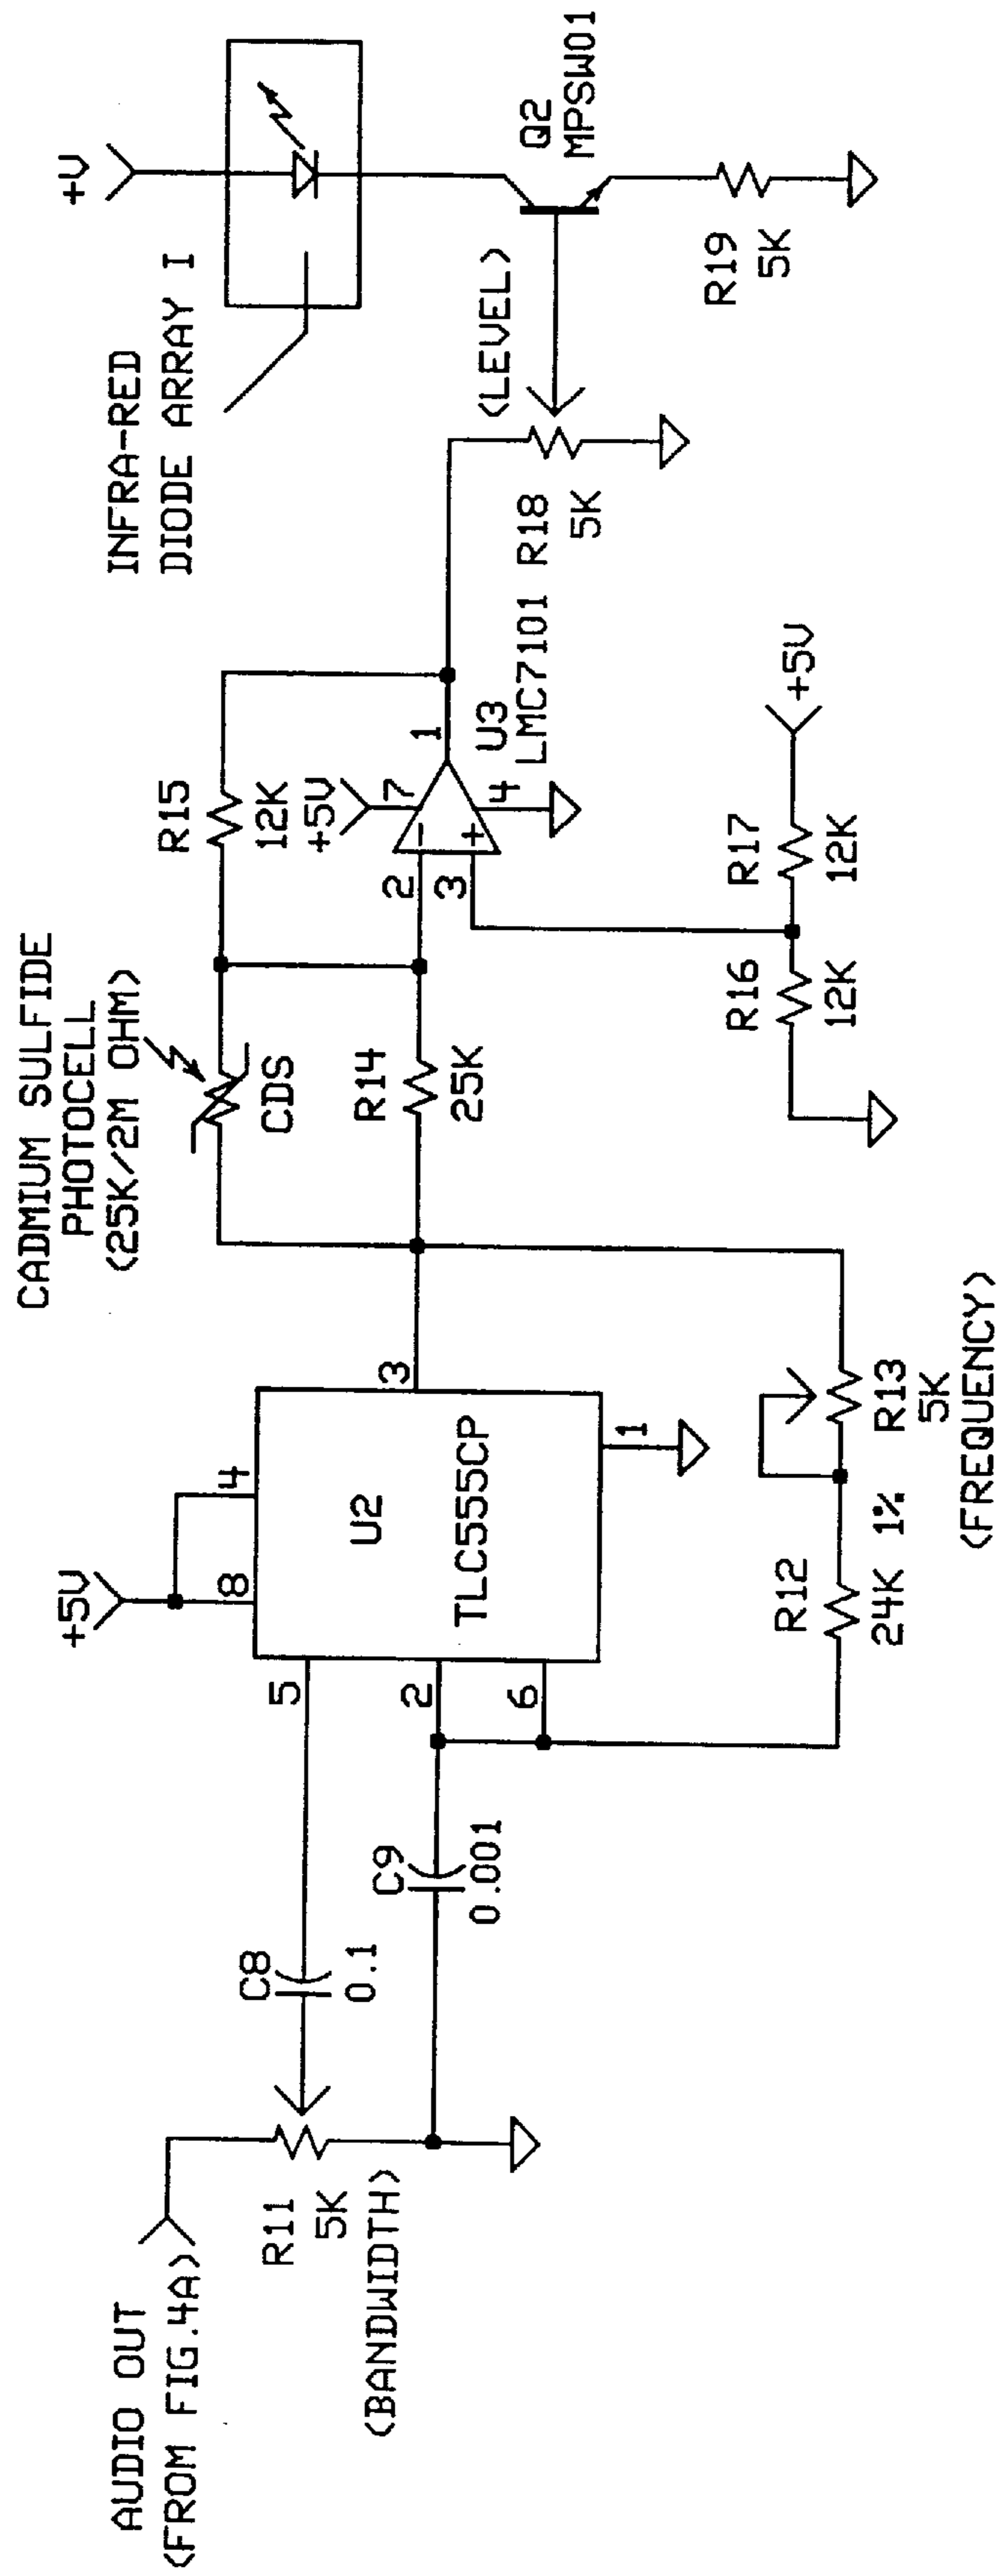 AUDIO OUT
(FROM FIG.4A)
R11
5K
(BANDWIDTH)
C8
0.1
C9
0.001
+5V
5
2
6
8
4
U2
TLC555CP
3
1
R12
24K 1%
R13
5K
(FREQUENCY)
CADMIUM SULFIDE
PHOTOCELL
(25K/2M OHM)
CDS
R14
25K
R15
12K
+5V
2
3
7
4
1
−
+
U3
LMC7101
R16
12K
R17
12K
+5V
R18
5K
(LEVEL)
INFRA-RED
DIODE ARRAY I
+V
Q2
MPSW01
R19
5K